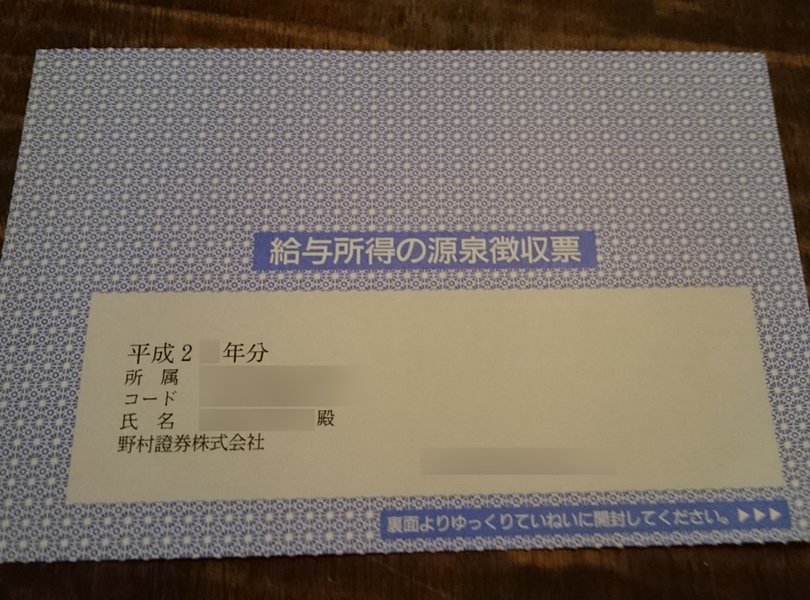 給与所得の源泉徴収票
平成2 年分
所 属
コード
氏 名 殿
野村證券株式会社
裏面よりゆっくりていねいに開封してください。▶▶▶